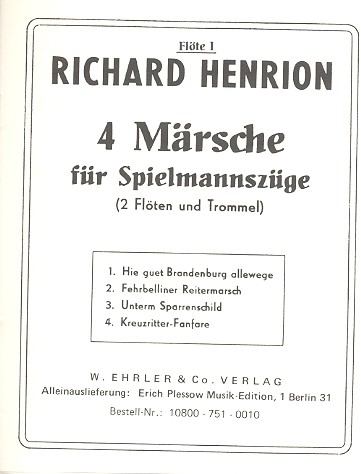 Flöte I
RICHARD HENRION
4 Märsche
für Spielmannszüge
(2 Flöten und Trommel)
1. Hie guet Brandenburg allewege
2. Fehrbelliner Reitermarsch
3. Unterm Sparrenschild
4. Kreuzritter-Fanfare
W. EHRLER & Co. VERLAG
Alleinauslieferung: Erich Plessow Musik-Edition, 1 Berlin 31
Bestell-Nr.: 10800 - 751 - 0010